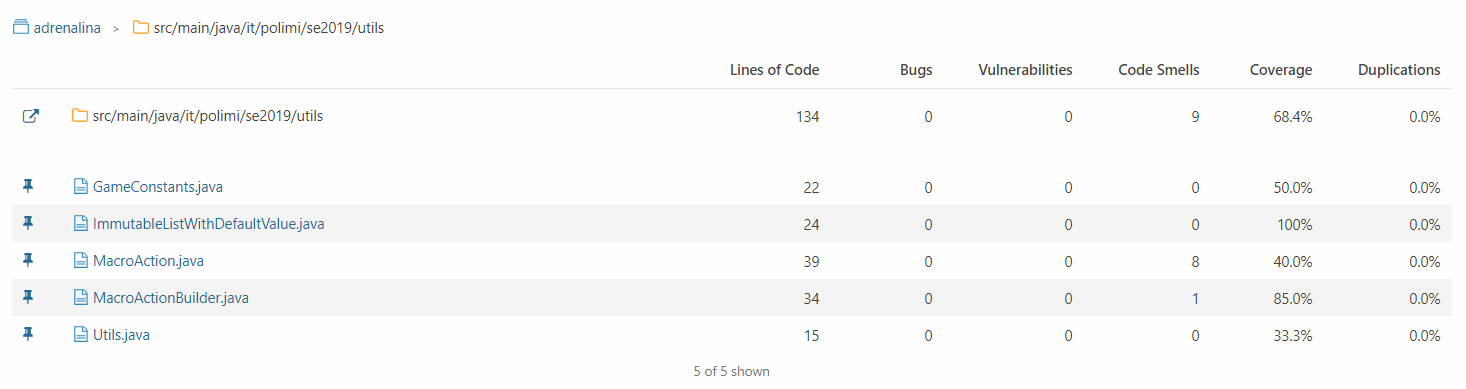 adrenalina > src/main/java/it/polimi/se2019/utils
Lines of Code Bugs Vulnerabilities Code Smells Coverage Duplications
src/main/java/it/polimi/se2019/utils 134 0 0 9 68.4% 0.0%
GameConstants.java 22 0 0 0 50.0% 0.0%
ImmutableListWithDefaultValue.java 24 0 0 0 100% 0.0%
MacroAction.java 39 0 0 8 40.0% 0.0%
MacroActionBuilder.java 34 0 0 1 85.0% 0.0%
Utils.java 15 0 0 0 33.3% 0.0%
5 of 5 shown